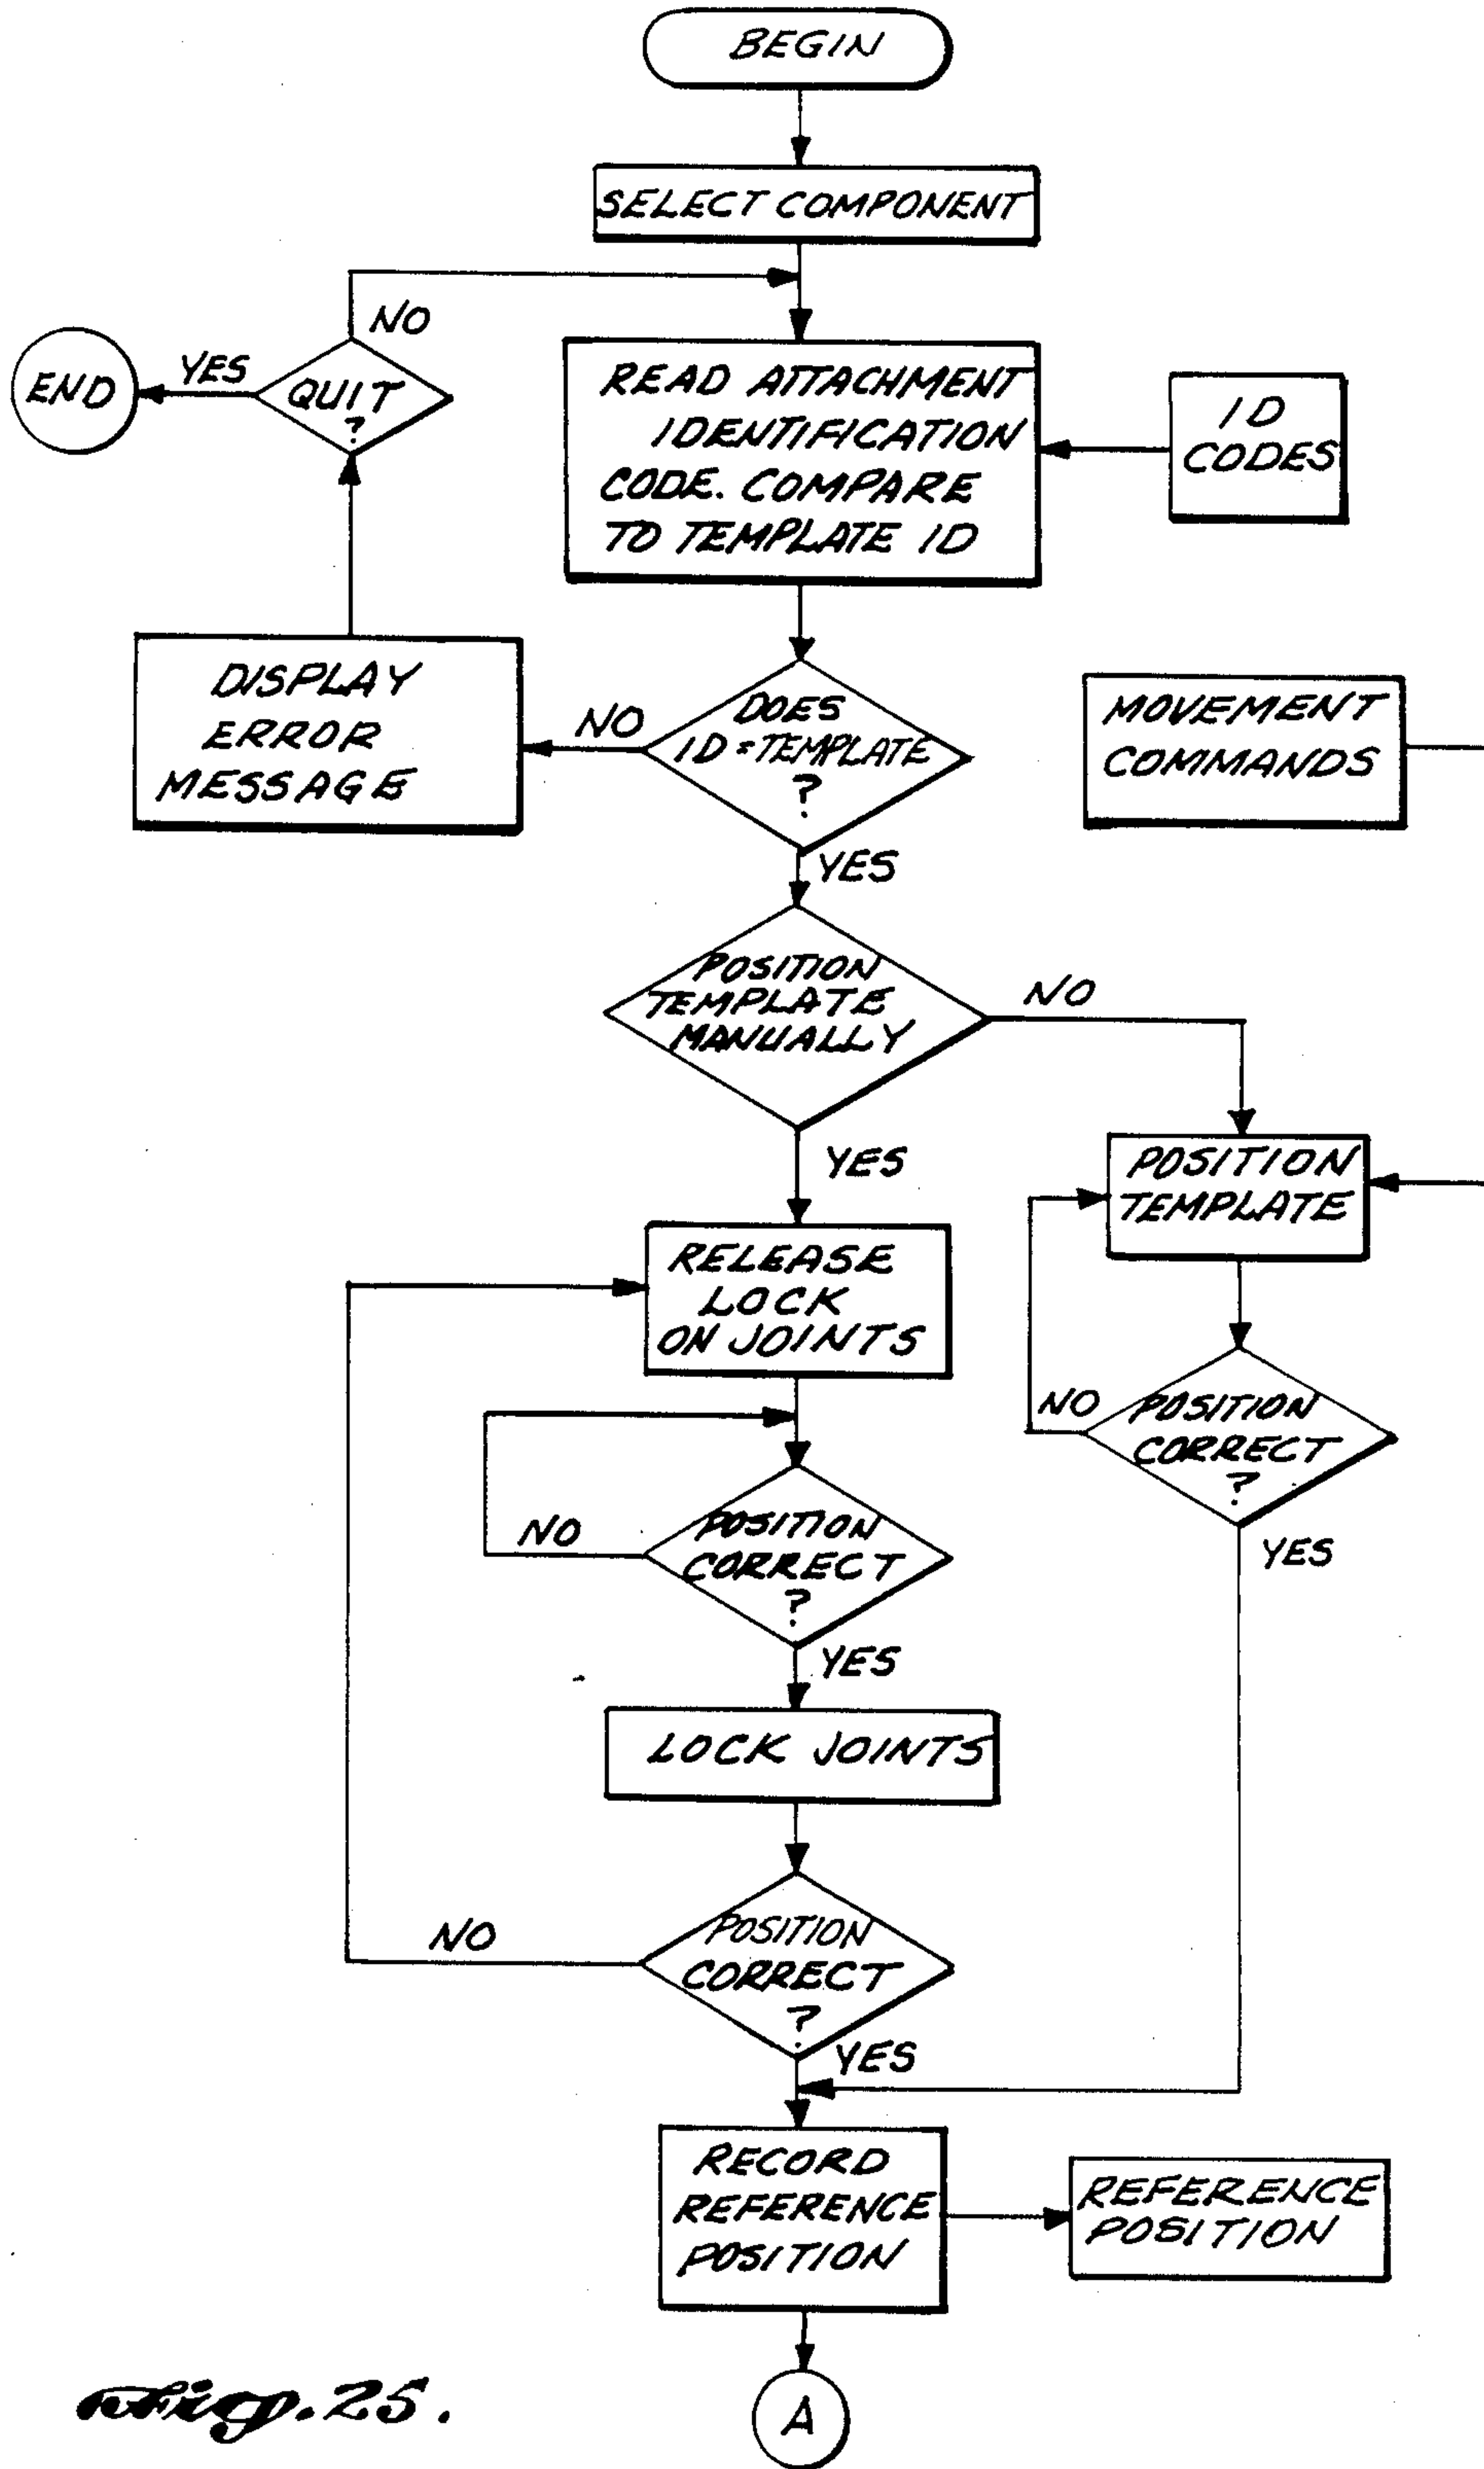 BEGIN
SELECT COMPONENT
NO
END
YES
QUIT
?
READ ATTACHMENT
IDENTIFICATION
CODE. COMPARE
TO TEMPLATE ID
ID
CODES
DISPLAY
ERROR
MESSAGE
NO
DOES
ID = TEMPLATE
?
MOVEMENT
COMMANDS
YES
POSITION
TEMPLATE
MANUALLY
NO
YES
POSITION
TEMPLATE
RELEASE
LOCK
ON JOINTS
NO
POSITION
CORRECT
?
YES
NO
POSITION
CORRECT
?
YES
LOCK JOINTS
NO
POSITION
CORRECT
?
YES
RECORD
REFERENCE
POSITION
REFERENCE
POSITION
A
Fig. 25.